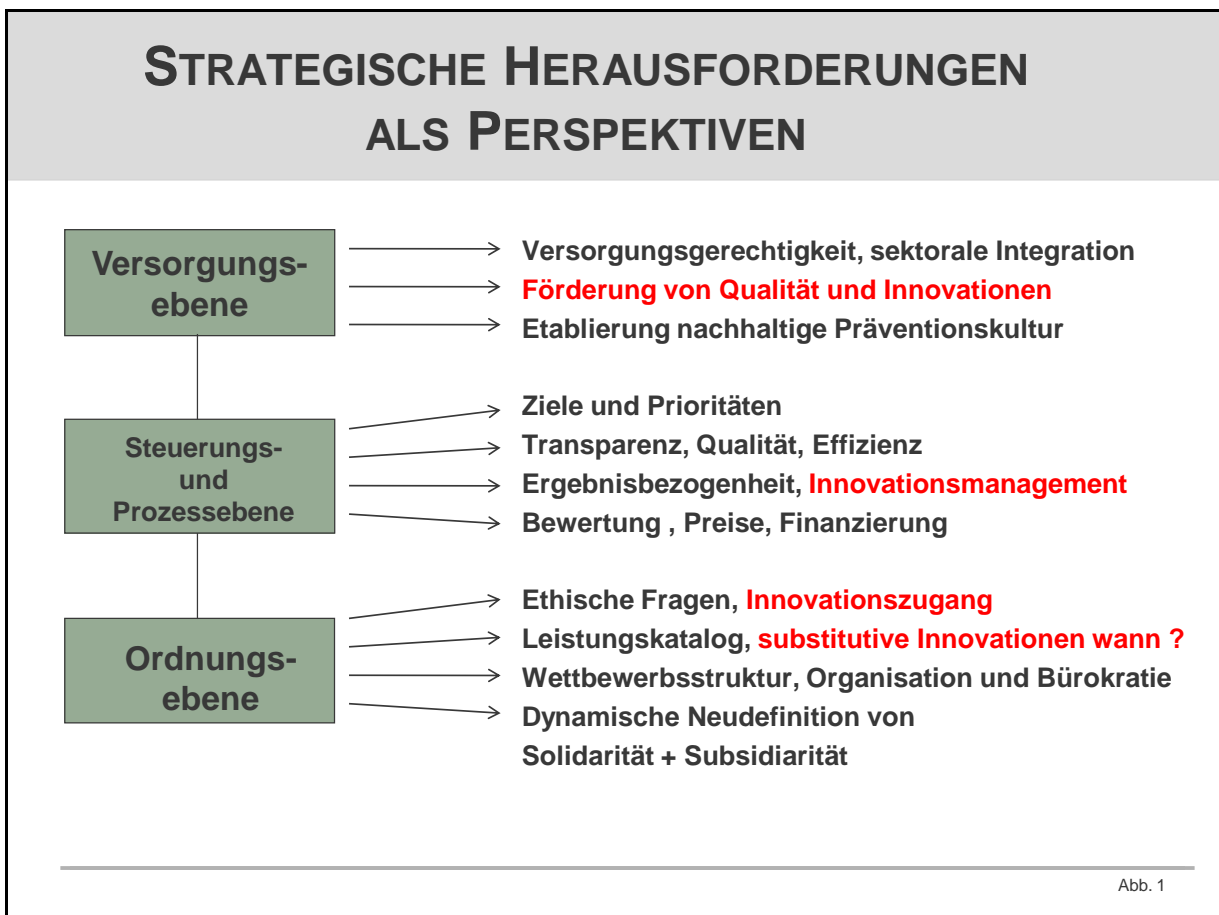 STRATEGISCHE HERAUSFORDERUNGEN
ALS PERSPEKTIVEN
Versorgungs-
ebene
Versorgungsgerechtigkeit, sektorale Integration
Förderung von Qualität und Innovationen
Etablierung nachhaltige Präventionskultur
Steuerungs-
und
Prozessebene
Ziele und Prioritäten
Transparenz, Qualität, Effizienz
Ergebnisbezogenheit, Innovationsmanagement
Bewertung , Preise, Finanzierung
Ordnungs-
ebene
Ethische Fragen, Innovationszugang
Leistungskatalog, substitutive Innovationen wann ?
Wettbewerbsstruktur, Organisation und Bürokratie
Dynamische Neudefinition von
Solidarität + Subsidiarität
Abb. 1